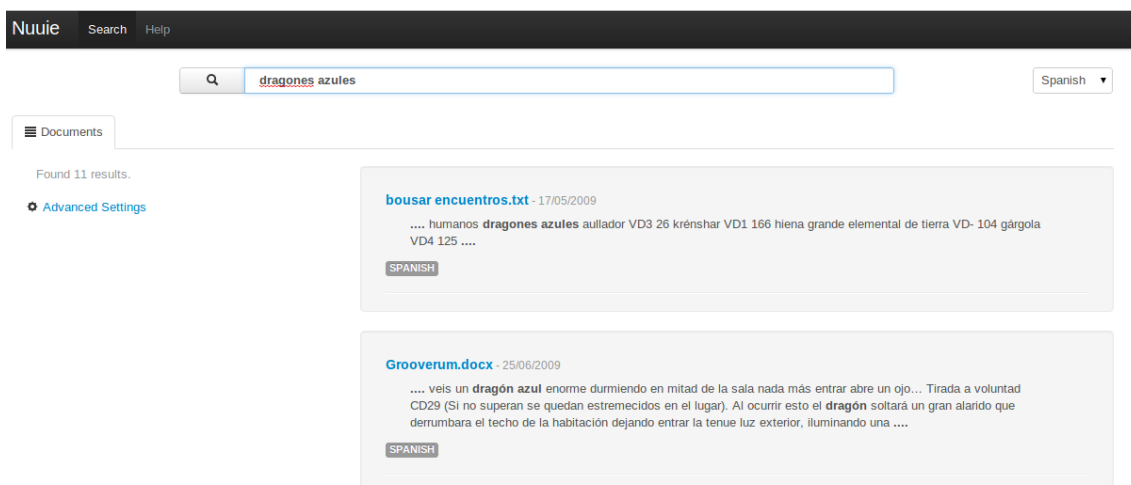 Nuuie Search Help
dragones azules
Spanish
Documents
Found 11 results.
Advanced Settings
bousar encuentros.txt - 17/05/2009
.... humanos dragones azules aullador VD3 26 krénshar VD1 166 hiena grande elemental de tierra VD- 104 gárgola
VD4 125 ....
SPANISH
Grooverum.docx - 25/06/2009
.... veis un dragón azul enorme durmiendo en mitad de la sala nada más entrar abre un ojo… Tirada a voluntad
CD29 (Si no superan se quedan estremecidos en el lugar). Al ocurrir esto el dragón soltará un gran alarido que
derrumbara el techo de la habitación dejando entrar la tenue luz exterior, iluminando una ....
SPANISH